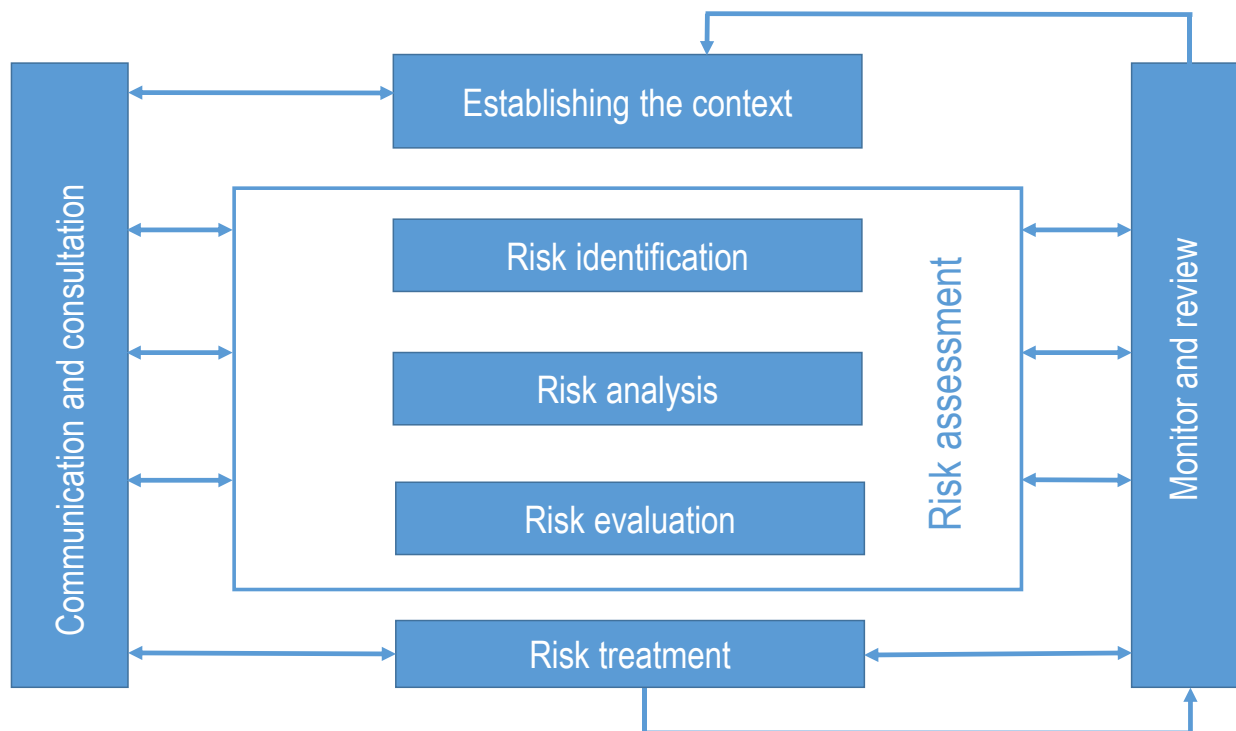 Establishing the context
Communication and consultation
Risk identification
Risk analysis
Risk evaluation
Risk assessment
Monitor and review
Risk treatment